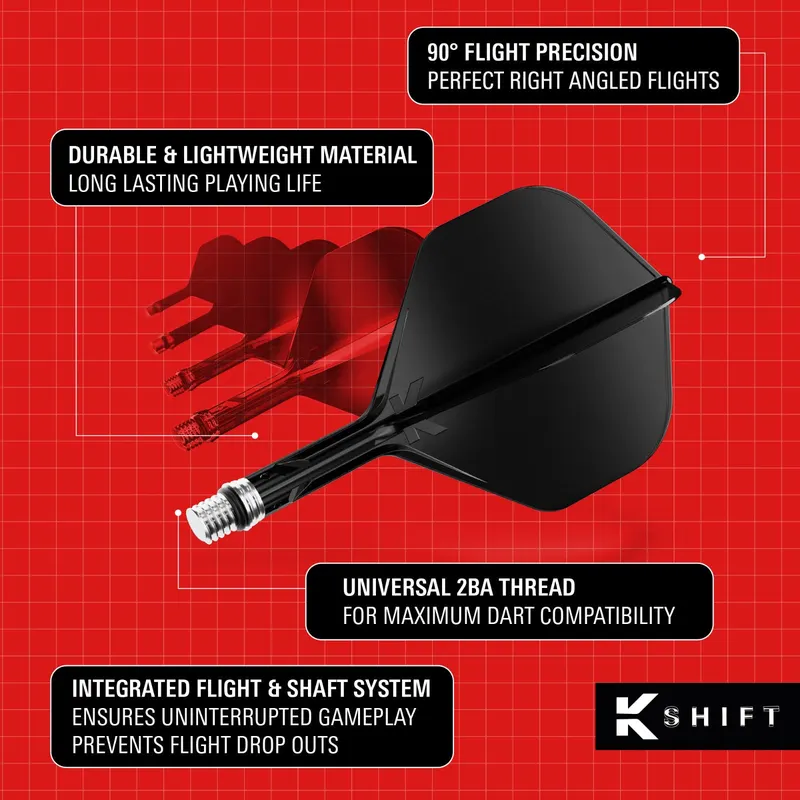 90° FLIGHT PRECISION
PERFECT RIGHT ANGLED FLIGHTS
DURABLE & LIGHTWEIGHT MATERIAL
LONG LASTING PLAYING LIFE
K
UNIVERSAL 2BA THREAD
FOR MAXIMUM DART COMPATIBILITY
INTEGRATED FLIGHT & SHAFT SYSTEM
ENSURES UNINTERRUPTED GAMEPLAY
PREVENTS FLIGHT DROP OUTS
K SHIFT